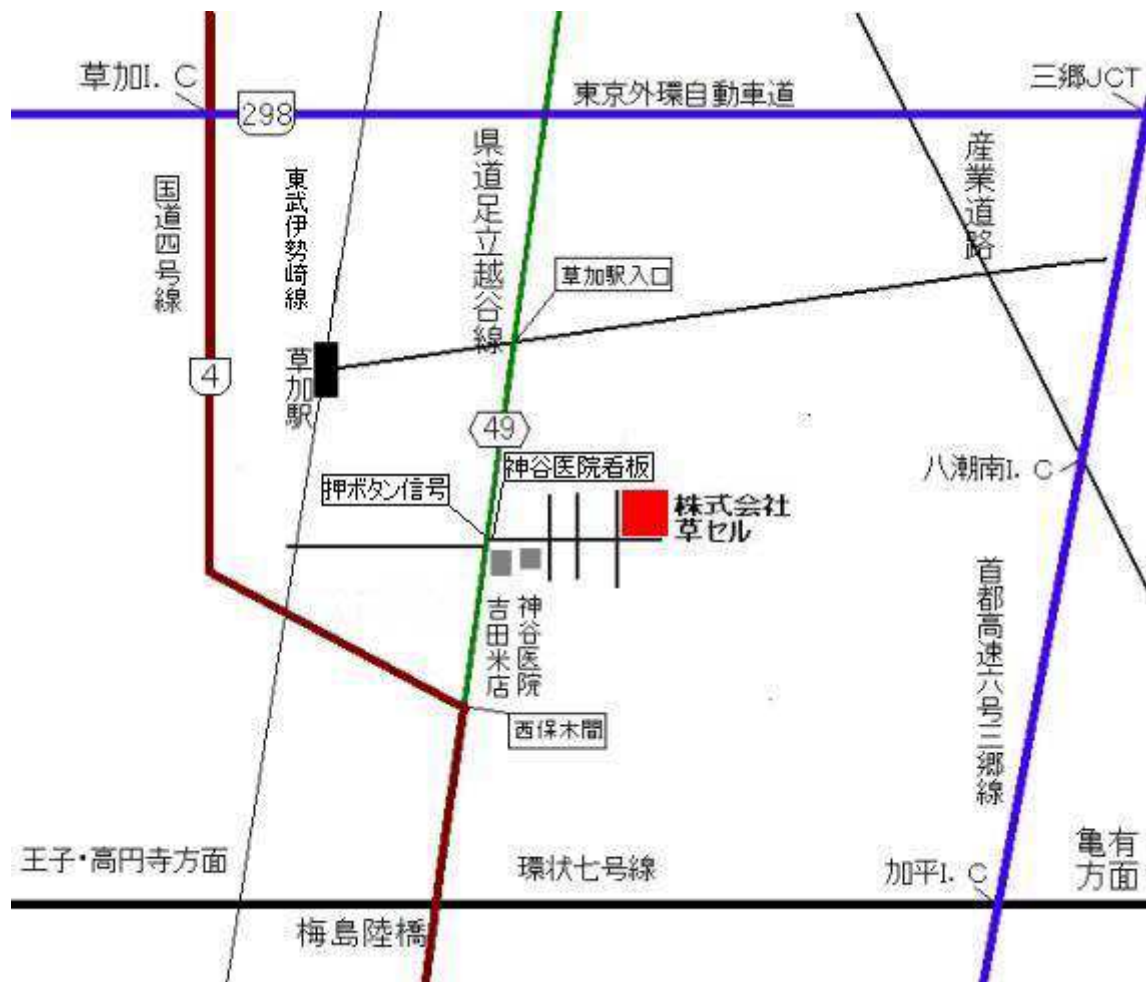 草加I. C
三郷JCT
東京外環自動車道
298
県道足立越谷線
産業道路
国道四号線
東武伊勢崎線
草加駅入口
草加駅
4
49
神谷医院看板
押ボタン信号
八潮南I. C
株式会社
草セル
吉田米店
神谷医院
首都高速六号三郷線
西保木間
王子・高円寺方面
環状七号線
加平I. C
亀有
方面
梅島陸橋